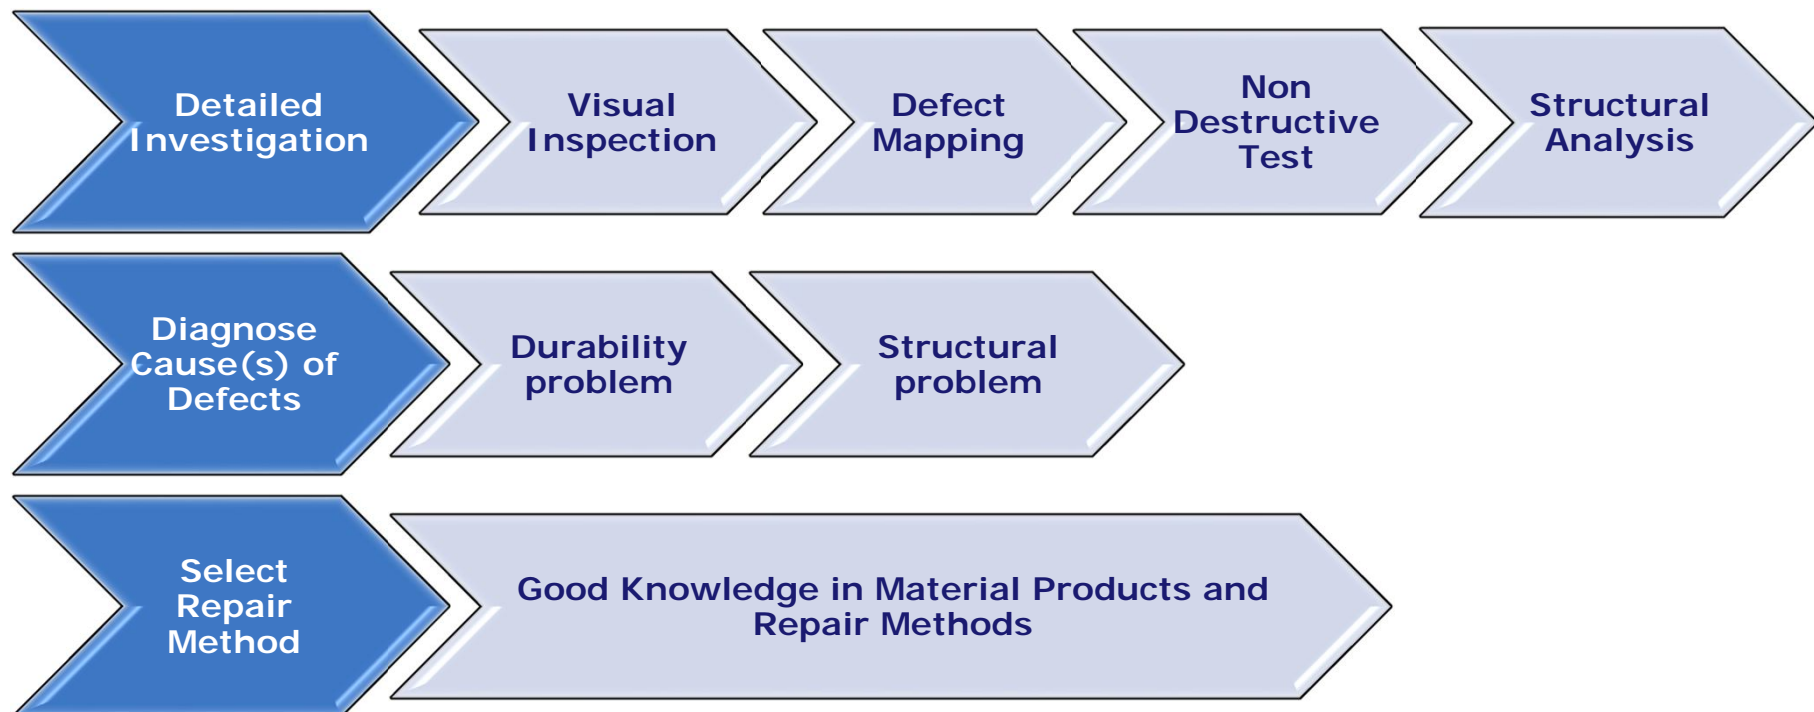 Detailed
Investigation
Visual
Inspection
Defect
Mapping
Non
Destructive
Test
Structural
Analysis
Diagnose
Cause(s) of
Defects
Durability
problem
Structural
problem
Select
Repair
Method
Good Knowledge in Material Products and
Repair Methods